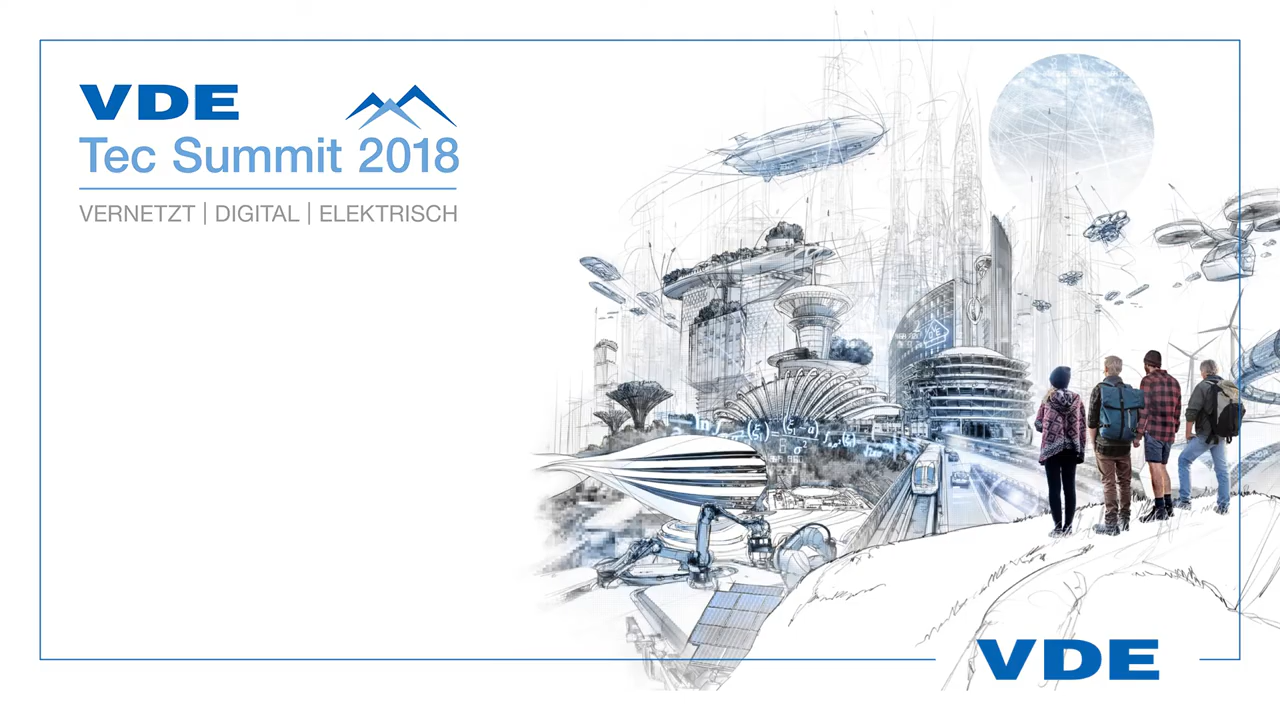 VDE
Tec Summit 2018
VERNETZT | DIGITAL | ELEKTRISCH
VDE